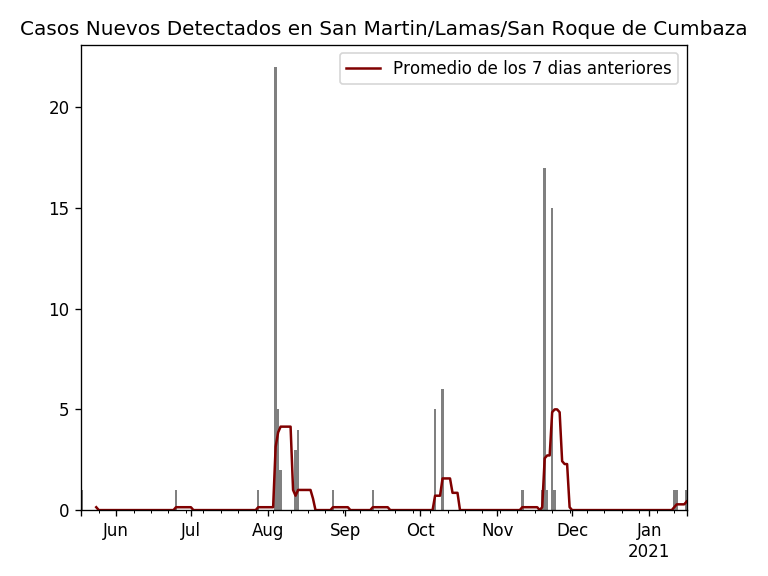 Casos Nuevos Detectados en San Martin/Lamas/San Roque de Cumbaza
Promedio de los 7 dias anteriores
20
15
10
5
0
Jun Jul Aug Sep Oct Nov Dec Jan
2021